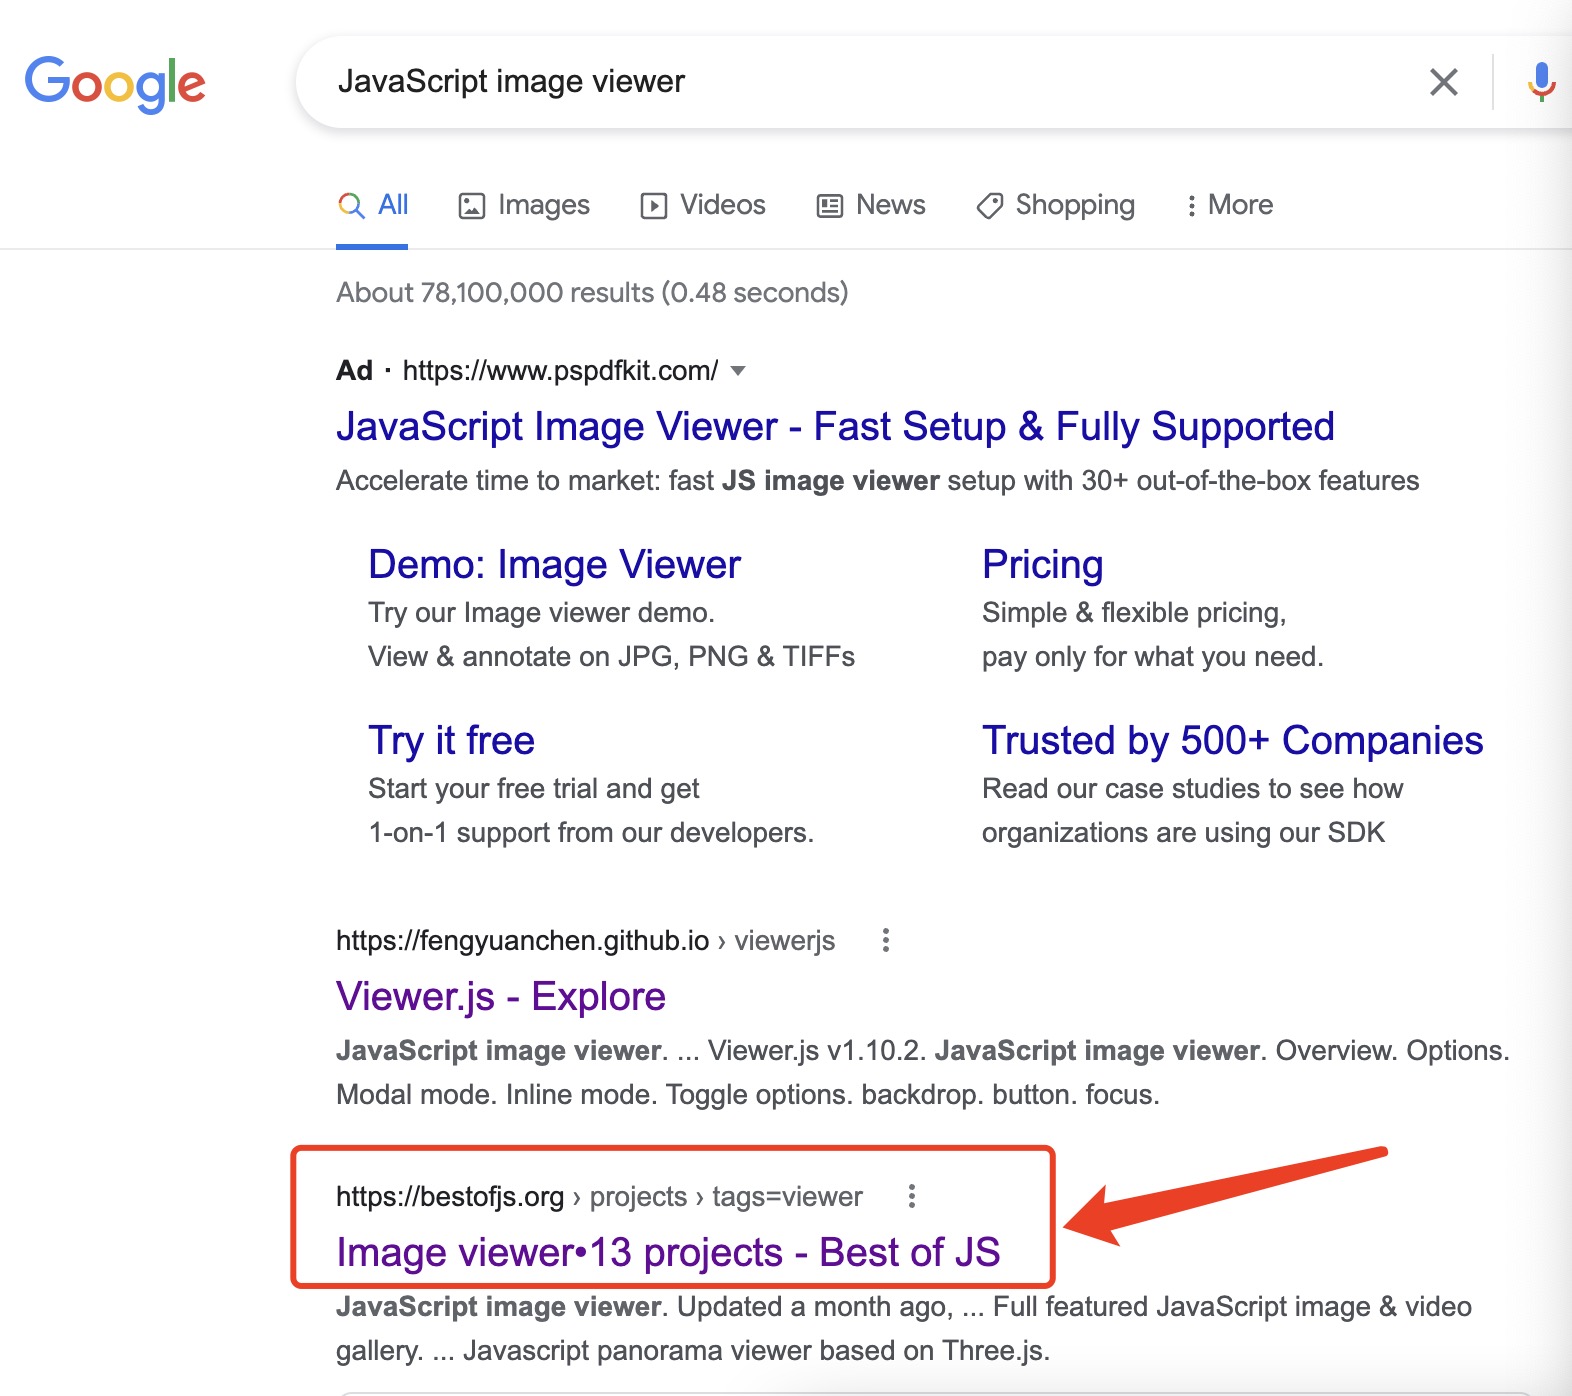 Google
JavaScript image viewer
All Images Videos News Shopping More
About 78,100,000 results (0.48 seconds)
Ad · https://www.pspdfkit.com/
JavaScript Image Viewer - Fast Setup & Fully Supported
Accelerate time to market: fast JS image viewer setup with 30+ out-of-the-box features
Demo: Image Viewer
Try our Image viewer demo.
View & annotate on JPG, PNG & TIFFs
Pricing
Simple & flexible pricing,
pay only for what you need.
Try it free
Start your free trial and get
1-on-1 support from our developers.
Trusted by 500+ Companies
Read our case studies to see how
organizations are using our SDK
https://fengyuanchen.github.io › viewerjs
Viewer.js - Explore
JavaScript image viewer. ... Viewer.js v1.10.2. JavaScript image viewer. Overview. Options.
Modal mode. Inline mode. Toggle options. backdrop. button. focus.
https://bestofjs.org › projects › tags=viewer
Image viewer•13 projects - Best of JS
JavaScript image viewer. Updated a month ago, ... Full featured JavaScript image & video
gallery. ... Javascript panorama viewer based on Three.js.